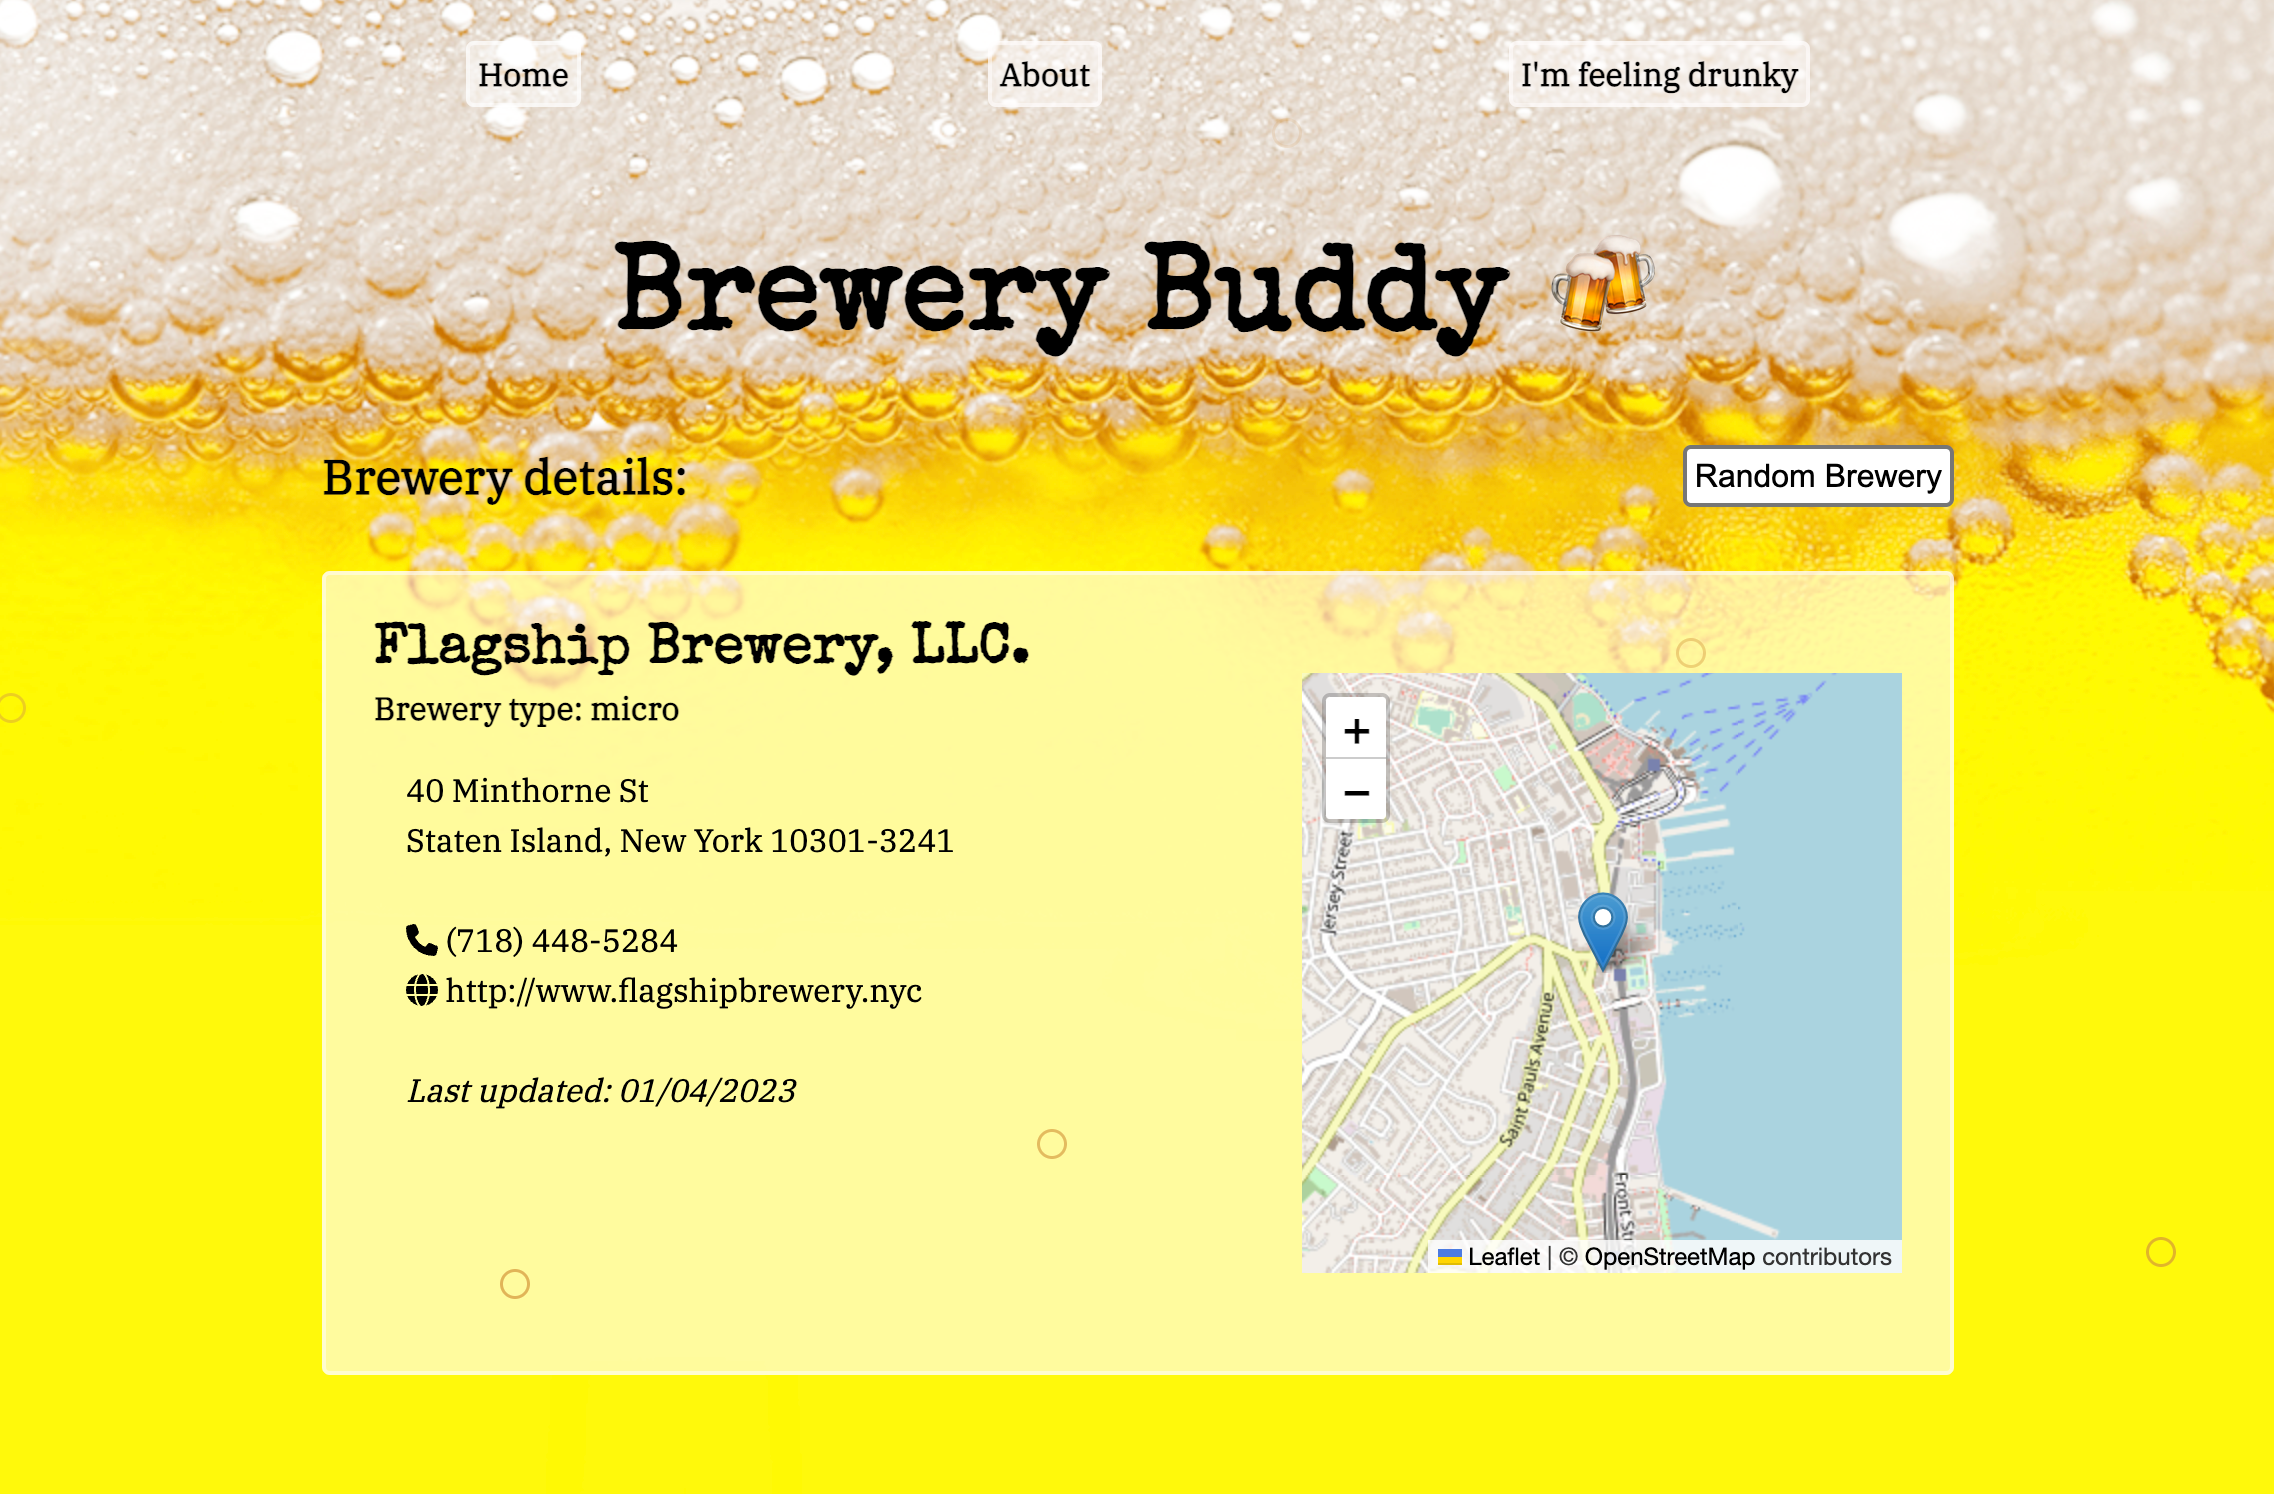 Home
About
I'm feeling drunky
Brewery Buddy 🍻
Brewery details:
Random Brewery
Flagship Brewery, LLC.
Brewery type: micro
40 Minthorne St
Staten Island, New York 10301-3241
(718) 448-5284
http://www.flagshipbrewery.nyc
Last updated: 01/04/2023
+
−
Jersey Street
Saint Pauls Avenue
Front St
Leaflet | © OpenStreetMap contributors